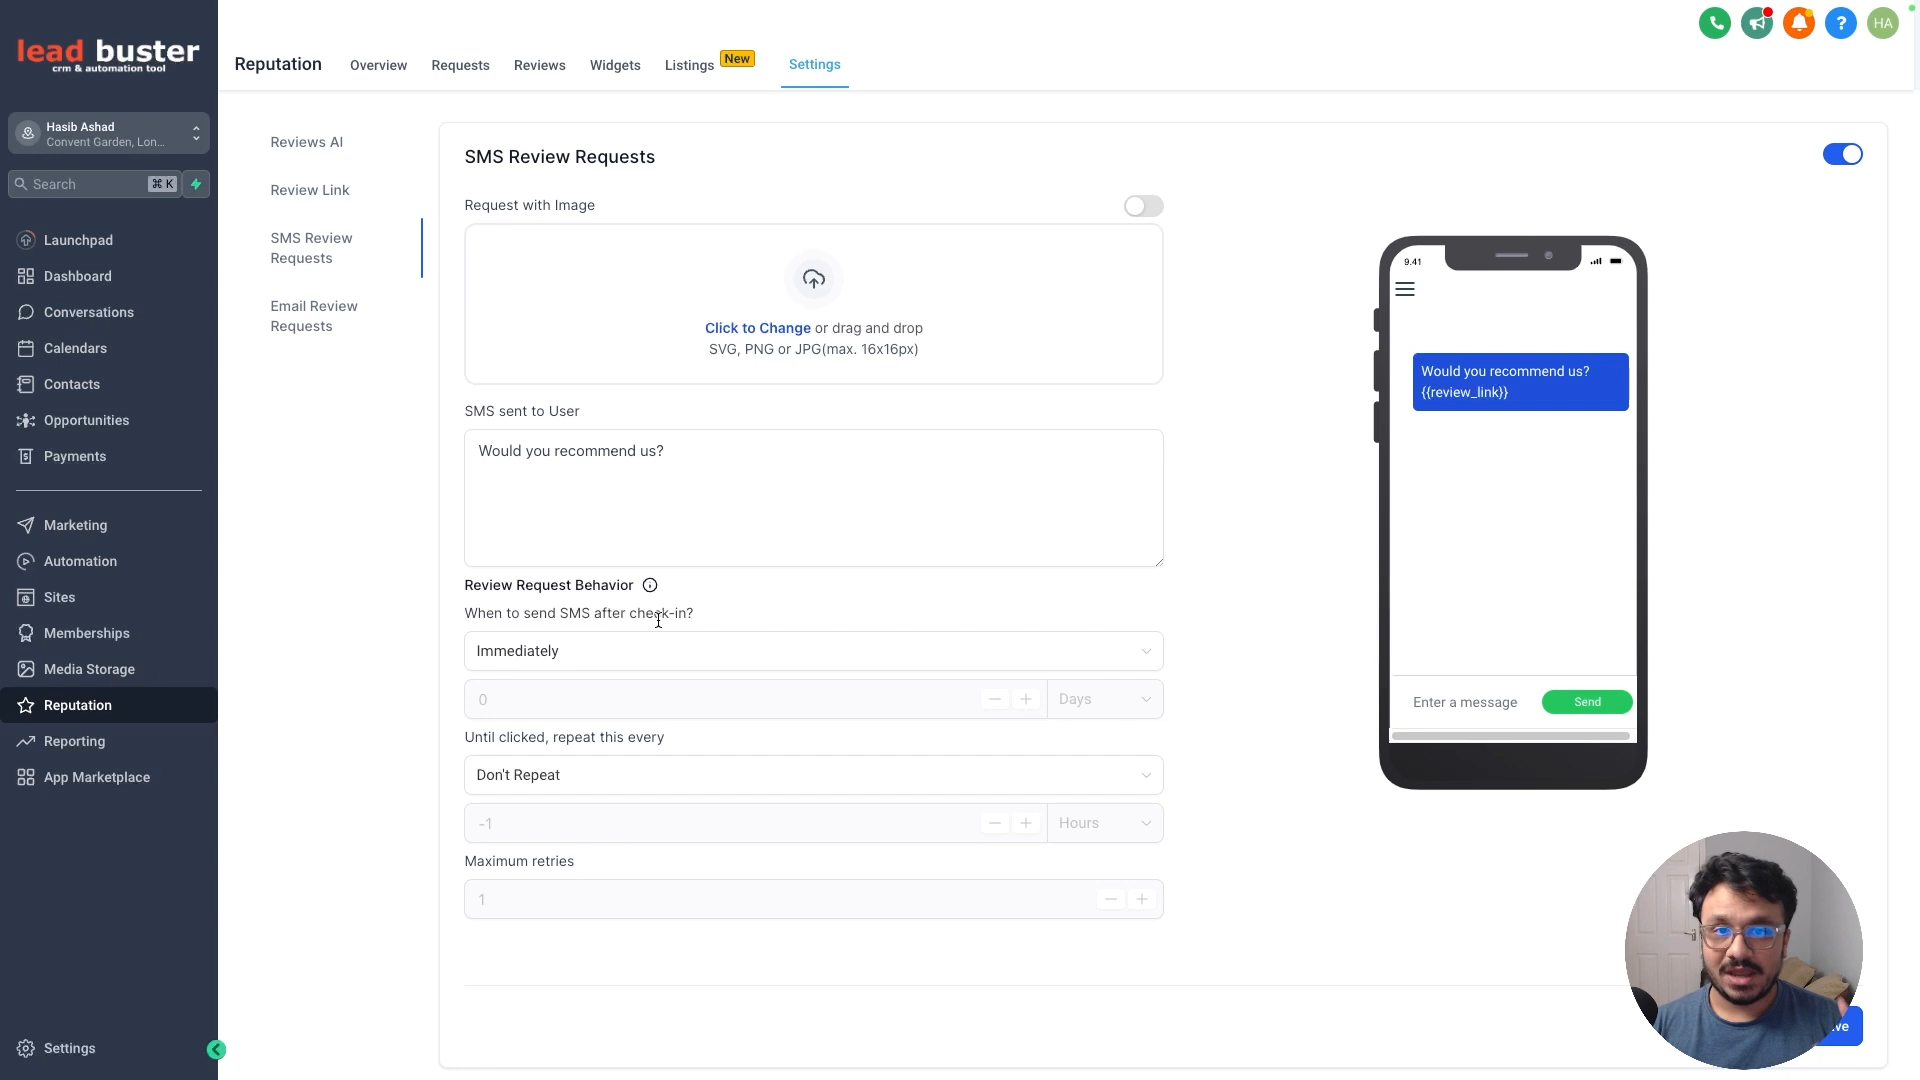 lead buster
crm & automation tool
Hasib Ashad
Convent Garden, Lon...
Search
⌘ K
Launchpad
Dashboard
Conversations
Calendars
Contacts
Opportunities
Payments
Marketing
Automation
Sites
Memberships
Media Storage
Reputation
Reporting
App Marketplace
Settings
Reputation
Overview
Requests
Reviews
Widgets
Listings
New
Settings
?
HA
Reviews AI
Review Link
SMS Review
Requests
Email Review
Requests
SMS Review Requests
Request with Image
Click to Change or drag and drop
SVG, PNG or JPG(max. 16x16px)
SMS sent to User
Would you recommend us?
Review Request Behavior
When to send SMS after check-in?
Immediately
0
Days
Until clicked, repeat this every
Don't Repeat
-1
Hours
Maximum retries
1
9.41
Would you recommend us?
{{review_link}}
Enter a message
Send